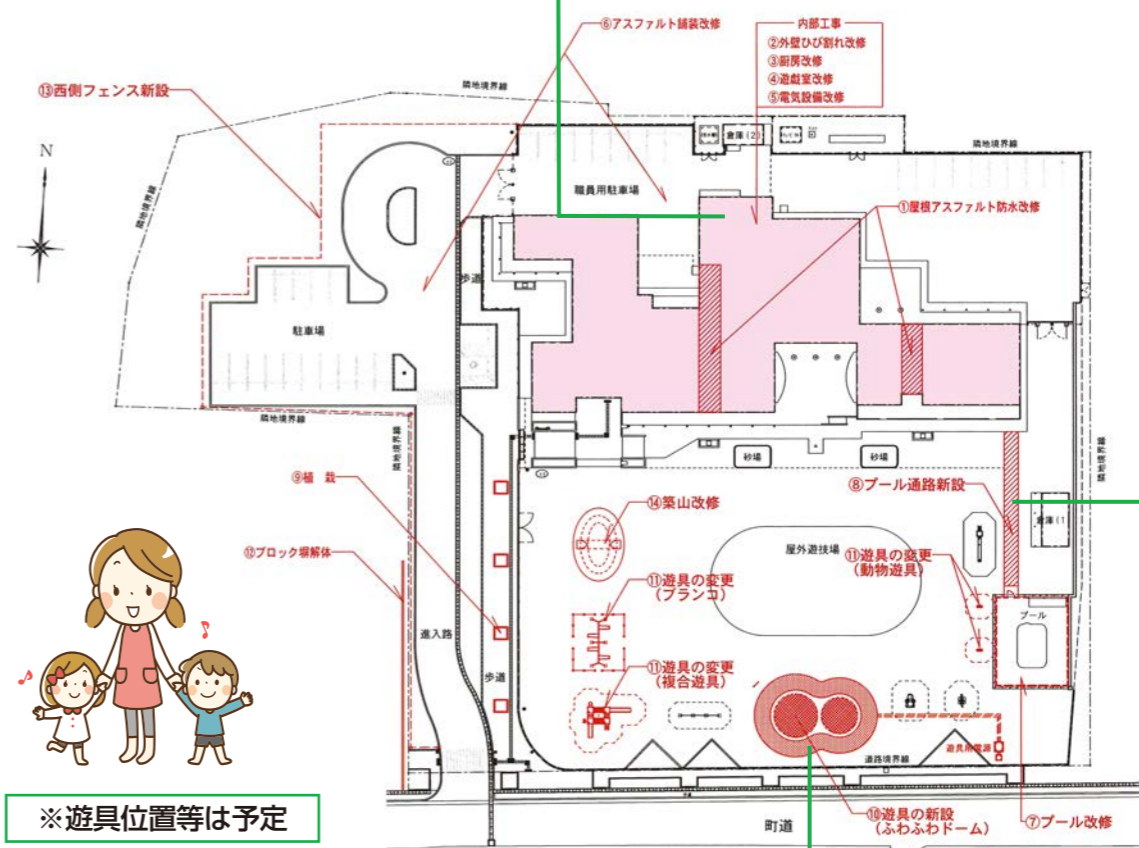 ⑥アスファルト舗装改修
内部工事
②外壁ひび割れ改修
③厨房改修
④遊戯室改修
⑤電気設備改修
⑬西側フェンス新設
隣地境界線
倉庫(2)
隣地境界線
N
隣地境界線
職員用駐車場
①屋根アスファルト防水改修
歩道
駐車場
隣地境界線
隣地境界線
隣地境界線
砂場
砂場
⑨植 栽
⑧プール通路新設
⑭築山改修
倉庫(1
屋外遊技場
⑪遊具の変更
(動物遊具)
⑫ブロック塀解体
⑪遊具の変更
(ブランコ)
プール
進入路
歩道
⑪遊具の変更
(複合遊具)
遊具用電源
道路境界線
※遊具位置等は予定
町道
⑩遊具の新設
(ふわふわドーム)
⑦プール改修